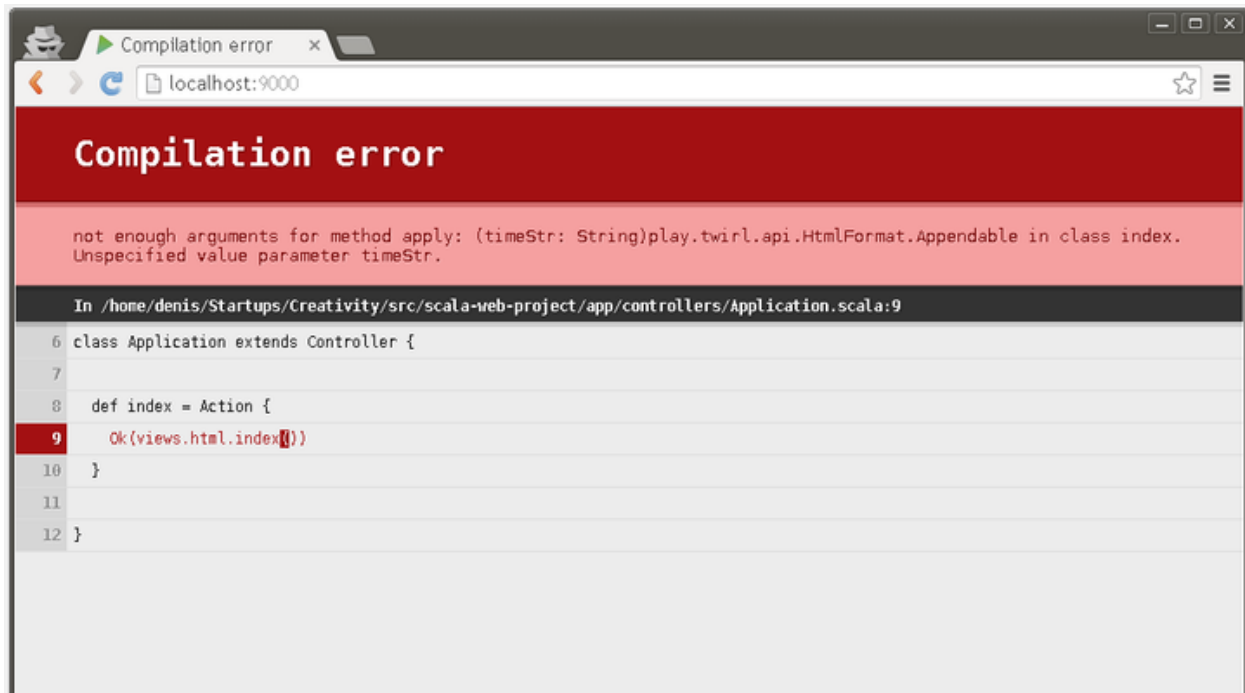 Compilation error
localhost:9000
Compilation error
not enough arguments for method apply: (timeStr: String)play.twirl.api.HtmlFormat.Appendable in class index.
Unspecified value parameter timeStr.
In /home/denis/Startups/Creativity/src/scala-web-project/app/controllers/Application.scala:9
6 class Application extends Controller {
7
8 def index = Action {
9 Ok(views.html.index())
10 }
11
12 }